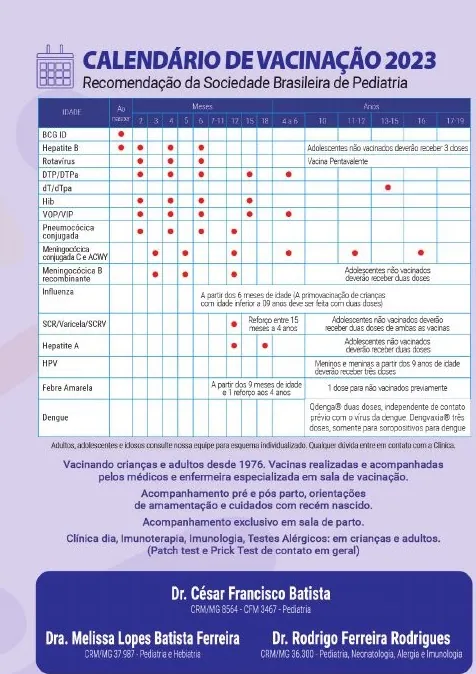 CALENDÁRIO DE VACINAÇÃO 2023
Recomendação da Sociedade Brasileira de Pediatria
IDADE
Ao
nascer
Meses
Anos
2 3 4 5 6 7-11 12 15 18 4 a 6 10 11-12 13-15 16 17-19
BCG ID
Hepatite B
Adolescentes não vacinados deverão receber 3 doses
Rotavírus
Vacina Pentavalente
DTP/DTPa
dT/dTpa
Hib
VOP/VIP
Pneumocócica
conjugada
Meningocócica
conjugada C e ACWY
Meningocócica B
recombinante
Adolescentes não vacinados
deverão receber duas doses
Influenza
A partir dos 6 meses de idade (A primovacinação de crianças
com idade inferior a 09 anos deve ser feita com duas doses)
SCR/Varicela/SCRV
Reforço entre 15
meses a 4 anos
Adolescentes não vacinados deverão
receber duas doses de ambas as vacinas
Hepatite A
Adolescentes não vacinados
deverão receber duas doses
HPV
Meninos e meninas a partir dos 9 anos de idade
deverão receber três doses
Febre Amarela
A partir dos 9 meses de idade
e 1 reforço aos 4 anos
1 dose para não vacinados previamente
Dengue
Qdenga® duas doses, independente de contato
prévio com o vírus da dengue. Dengvaxia® três
doses, somente para soropositivos para dengue
Adultos, adolescentes e idosos consulte nossa equipe para esquema individualizado. Qualquer dúvida entre em contato com a Clínica.
Vacinando crianças e adultos desde 1976. Vacinas realizadas e acompanhadas
pelos médicos e enfermeira especializada em sala de vacinação.
Acompanhamento pré e pós parto, orientações
de amamentação e cuidados com recém nascido.
Acompanhamento exclusivo em sala de parto.
Clínica dia, Imunoterapia, Imunologia, Testes Alérgicos: em crianças e adultos.
(Patch test e Prick Test de contato em geral)
Dr. César Francisco Batista
CRM/MG 8564 - CFM 3467 - Pediatria
Dra. Melissa Lopes Batista Ferreira
CRM/MG 37.987 - Pediatria e Hebiatria
Dr. Rodrigo Ferreira Rodrigues
CRM/MG 36.300 - Pediatria, Neonatologia, Alergia e Imunologia